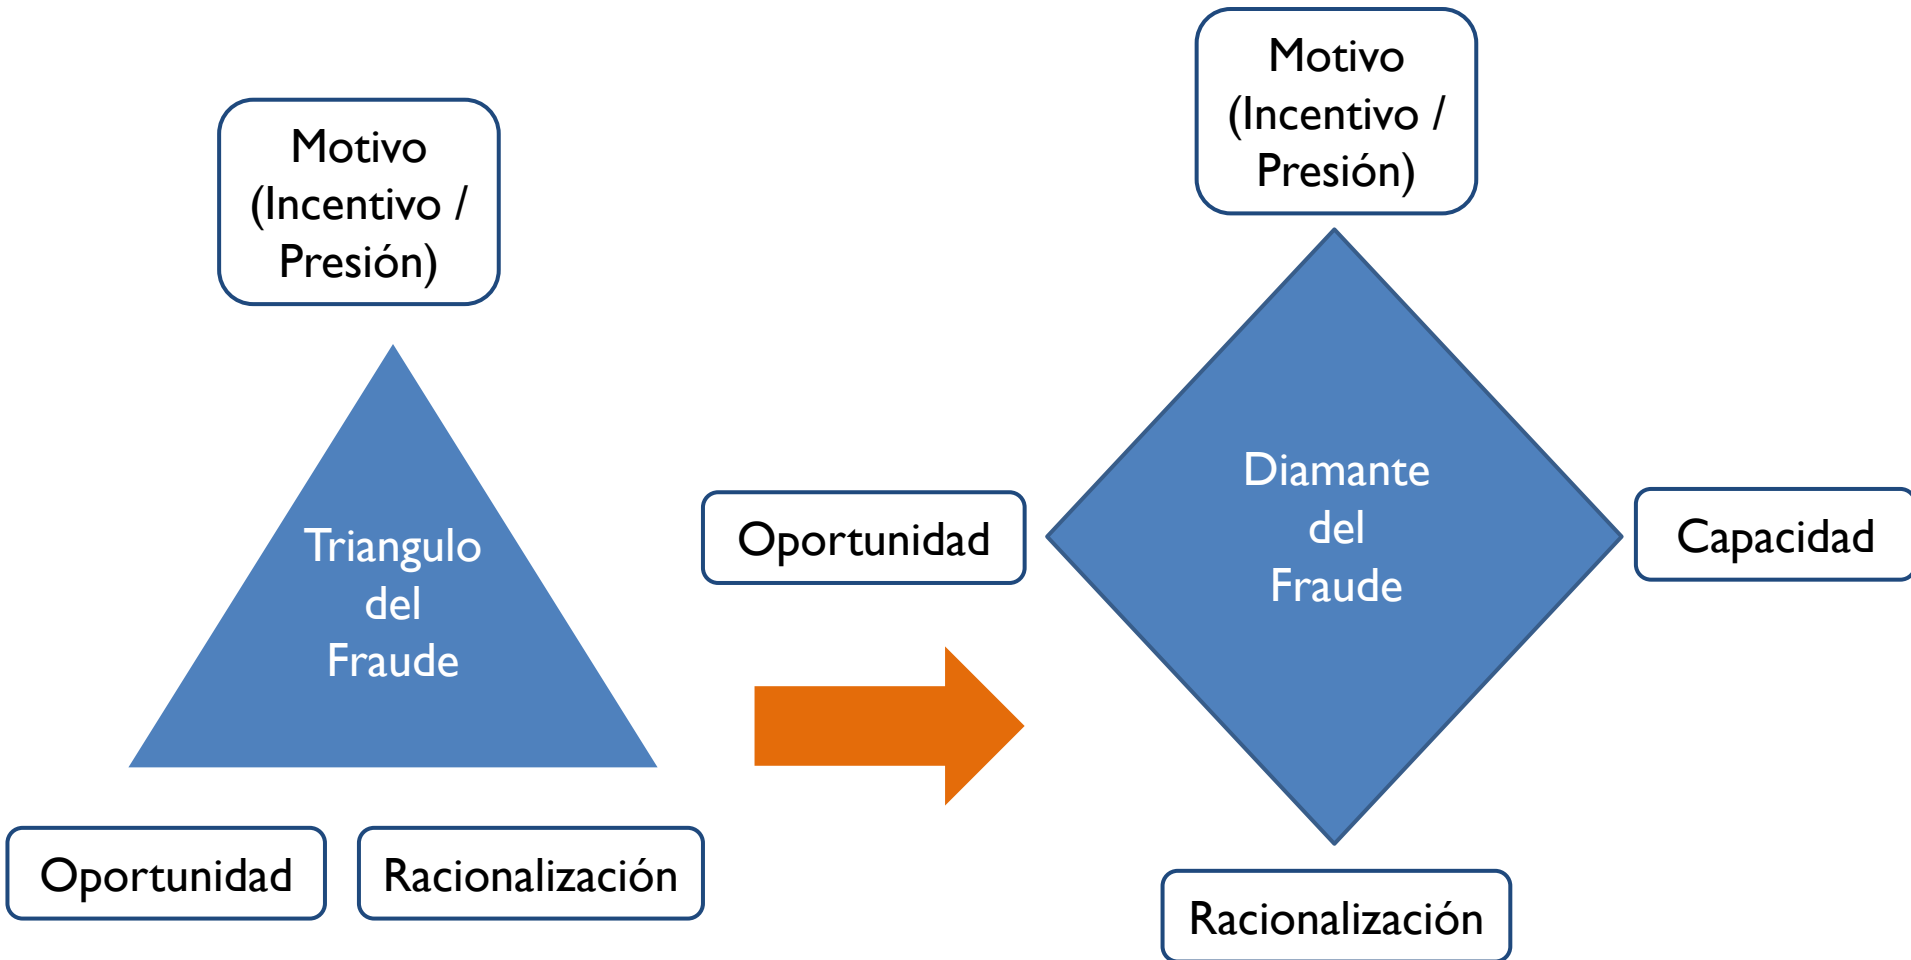 Motivo
(Incentivo /
Presión)
Triangulo
del
Fraude
Oportunidad
Racionalización
Motivo
(Incentivo /
Presión)
Oportunidad
Diamante
del
Fraude
Capacidad
Racionalización